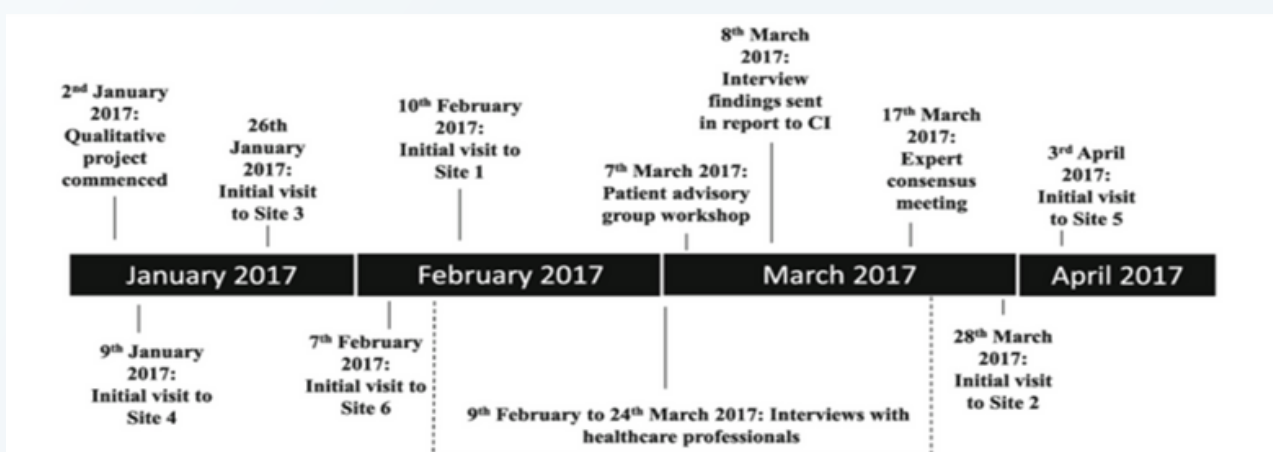 2nd January
2017:
Qualitative
project
commenced
26th
January
2017:
Initial visit
to Site 3
10th February
2017:
Initial visit to
Site 1
7th March 2017:
Patient advisory
group workshop
8th March
2017:
Interview
findings sent
in report to CI
17th March
2017:
Expert
consensus
meeting
3rd April
2017:
Initial visit
to Site 5
January 2017
February 2017
March 2017
April 2017
9th January
2017:
Initial visit to
Site 4
7th February
2017:
Initial visit to
Site 6
9th February to 24th March 2017: Interviews with
healthcare professionals
28th March
2017:
Initial visit
to Site 2